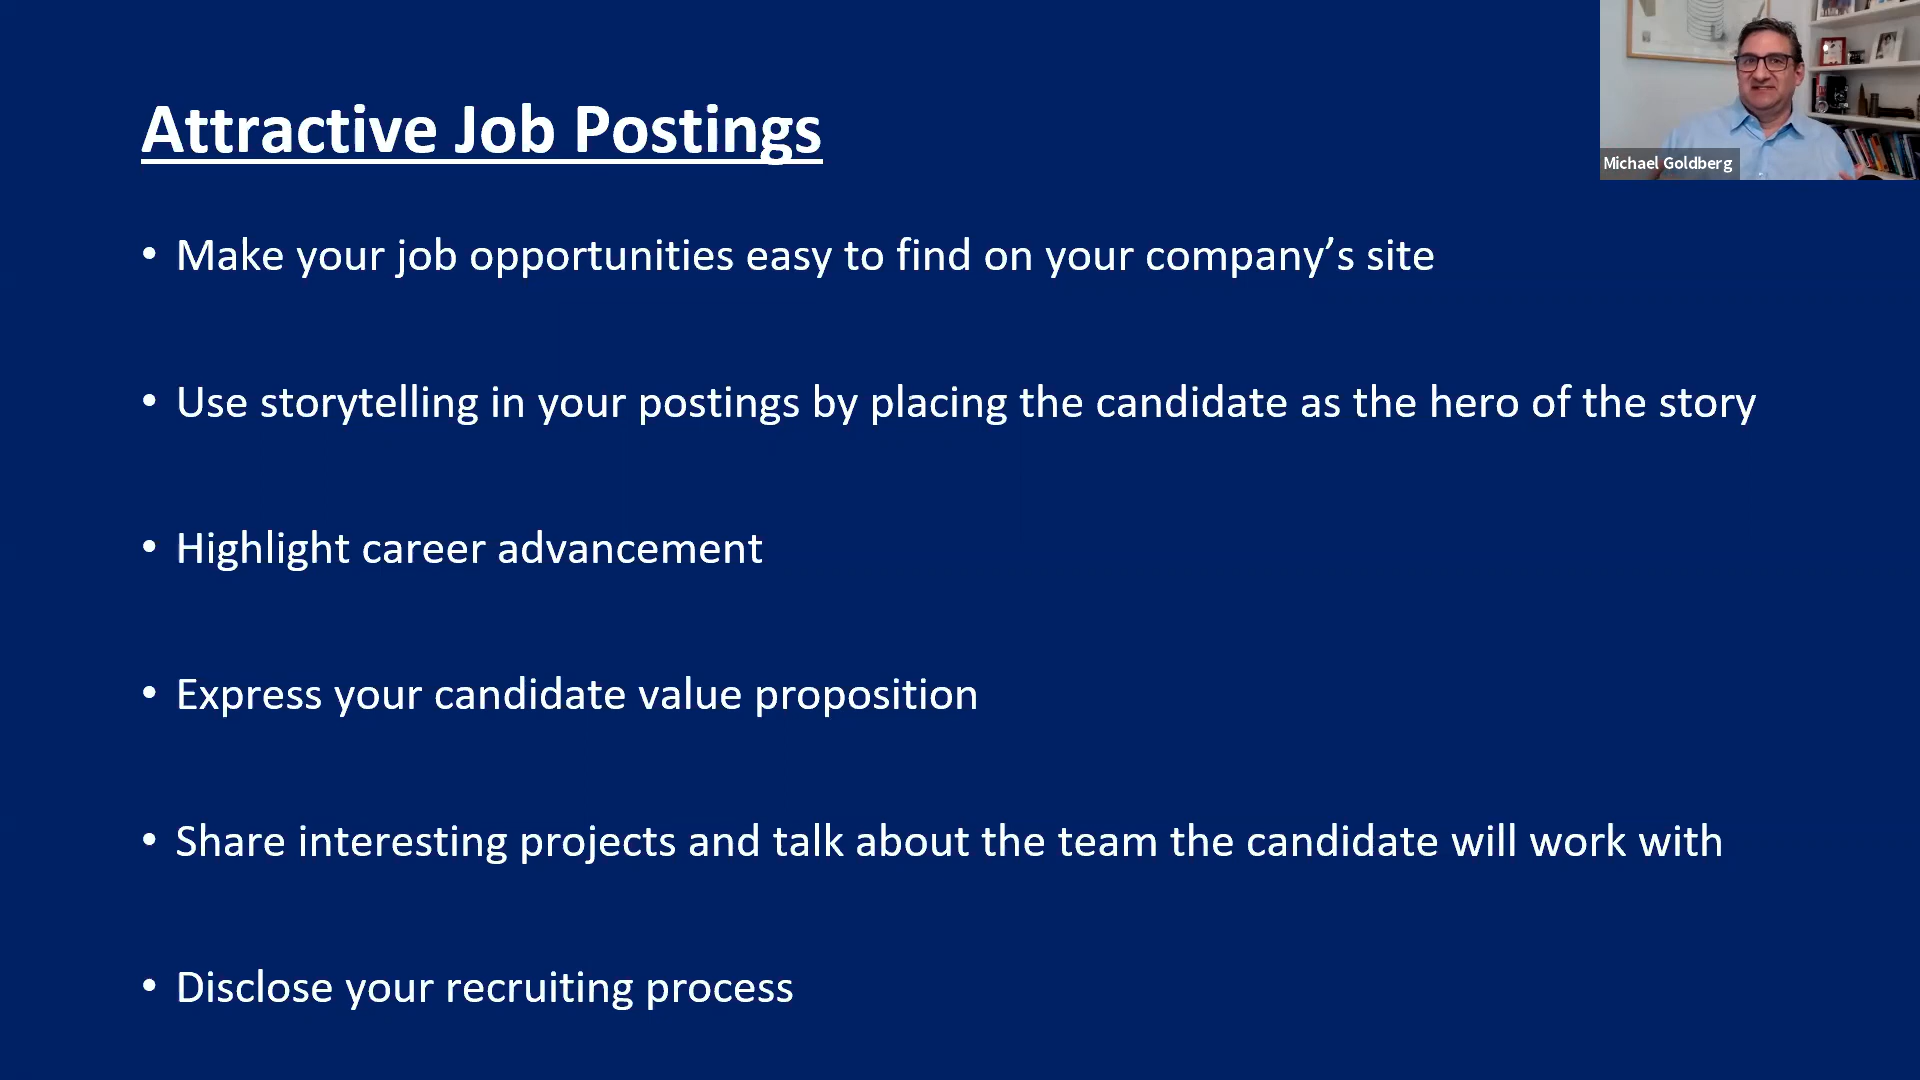 Attractive Job Postings
Michael Goldberg
• Make your job opportunities easy to find on your company’s site
• Use storytelling in your postings by placing the candidate as the hero of the story
• Highlight career advancement
• Express your candidate value proposition
• Share interesting projects and talk about the team the candidate will work with
• Disclose your recruiting process